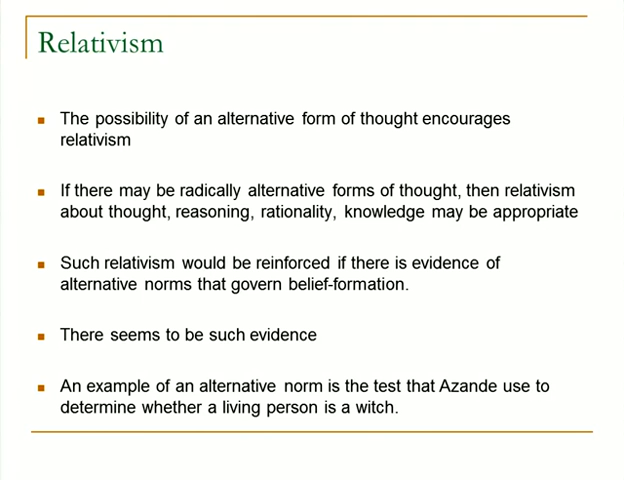 Relativism
The possibility of an alternative form of thought encourages
relativism
If there may be radically alternative forms of thought, then relativism
about thought, reasoning, rationality, knowledge may be appropriate
Such relativism would be reinforced if there is evidence of
alternative norms that govern belief-formation.
There seems to be such evidence
An example of an alternative norm is the test that Azande use to
determine whether a living person is a witch.